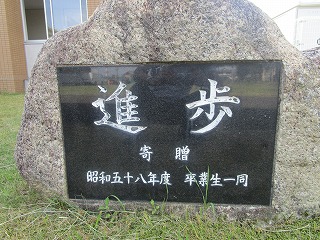 進歩
寄贈
昭和五十八年度 卒業生一同